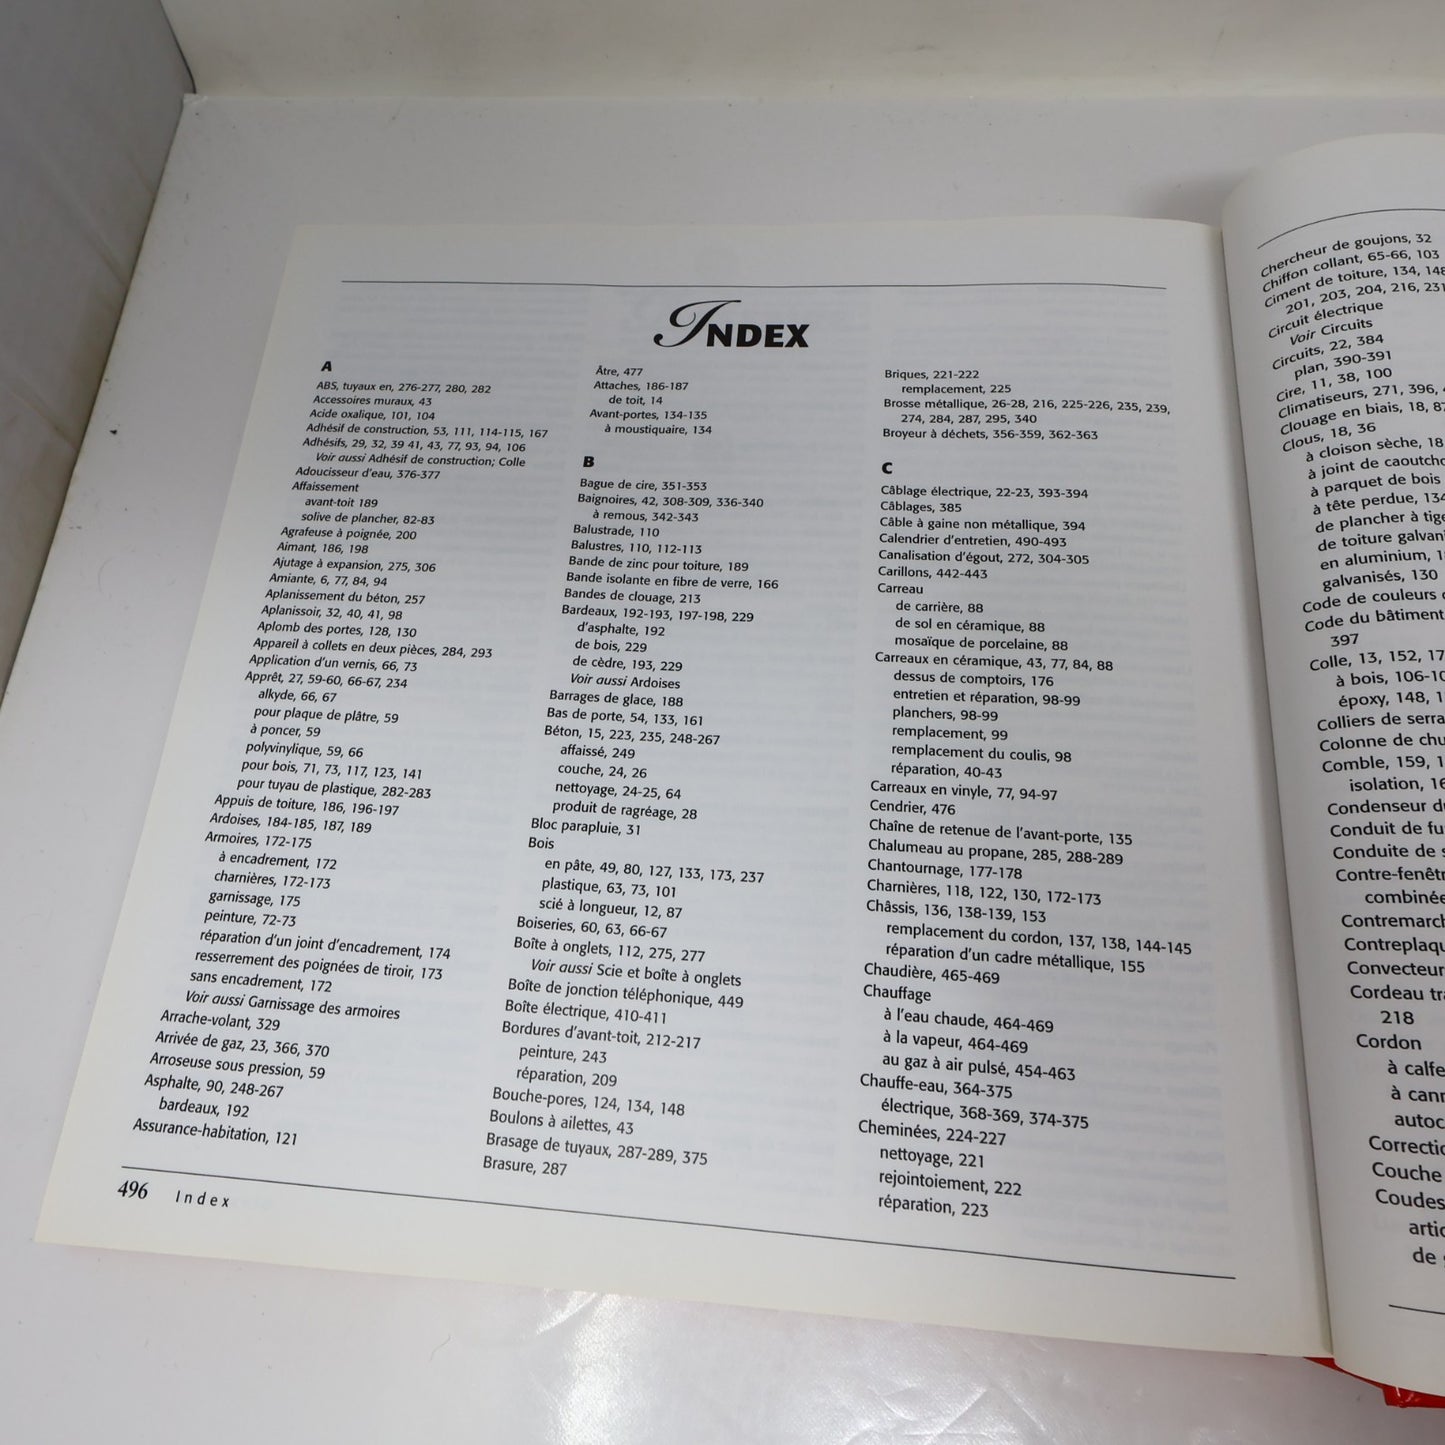 INDEX
A
ABS, tuyaux en, 276-277, 280, 282
Accessoires muraux, 43
Acide oxalique, 101, 104
Adhésif de construction, 53, 111, 114-115, 167
Adhésifs, 29, 32, 39 41, 43, 77, 93, 94, 106
Voir aussi Adhésif de construction; Colle
Adoucisseur d'eau, 376-377
Affaissement
avant-toit 189
solive de plancher, 82-83
Agrafeuse à poignée, 200
Aimant, 186, 198
Ajutage à expansion, 275, 306
Amiante, 6, 77, 84, 94
Aplanissement du béton, 257
Aplanissoir, 32, 40, 41, 98
Aplomb des portes, 128, 130
Appareil à collets en deux pièces, 284, 293
Application d'un vernis, 66, 73
Apprêt, 27, 59-60, 66-67, 234
alkyde, 66, 67
pour plaque de plâtre, 59
à poncer, 59
polyvinylique, 59, 66
pour bois, 71, 73, 117, 123, 141
pour tuyau de plastique, 282-283
Appuis de toiture, 186, 196-197
Ardoises, 184-185, 187, 189
Armoires, 172-175
à encadrement, 172
charnières, 172-173
garnissage, 175
peinture, 72-73
réparation d'un joint d'encadrement, 174
resserrement des poignées de tiroir, 173
sans encadrement, 172
Voir aussi Garnissage des armoires
Arrache-volant, 329
Arrivée de gaz, 23, 366, 370
Arroseuse sous pression, 59
Asphalte, 90, 248-267
bardeaux, 192
Assurance-habitation, 121
Âtre, 477
Attaches, 186-187
de toit, 14
Avant-portes, 134-135
à moustiquaire, 134
B
Bague de cire, 351-353
Baignoires, 42, 308-309, 336-340
à remous, 342-343
Balustrade, 110
Balustres, 110, 112-113
Bande de zinc pour toiture, 189
Bande isolante en fibre de verre, 166
Bandes de clouage, 213
Bardeaux, 192-193, 197-198, 229
d'asphalte, 192
de bois, 229
de cèdre, 193, 229
Voir aussi Ardoises
Barrages de glace, 188
Bas de porte, 54, 133, 161
Béton, 15, 223, 235, 248-267
affaissé, 249
couche, 24, 26
nettoyage, 24-25, 64
produit de ragréage, 28
Bloc parapluie, 31
Bois
en pâte, 49, 80, 127, 133, 173, 237
plastique, 63, 73, 101
scié à longueur, 12, 87
Boiseries, 60, 63, 66-67
Boîte à onglets, 112, 275, 277
Voir aussi Scie et boîte à onglets
Boîte de jonction téléphonique, 449
Boîte électrique, 410-411
Bordures d'avant-toit, 212-217
peinture, 243
réparation, 209
Bouche-pores, 124, 134, 148
Boulons à ailettes, 43
Brasage de tuyaux, 287-289, 375
Brasure, 287
Briques, 221-222
remplacement, 225
Brosse métallique, 26-28, 216, 225-226, 235, 239,
274, 284, 287, 295, 340
Broyeur à déchets, 356-359, 362-363
C
Câblage électrique, 22-23, 393-394
Câblages, 385
Câble à gaine non métallique, 394
Calendrier d'entretien, 490-493
Canalisation d'égout, 272, 304-305
Carillons, 442-443
Carreau
de carrière, 88
de sol en céramique, 88
mosaïque de porcelaine, 88
Carreaux en céramique, 43, 77, 84, 88
dessus de comptoirs, 176
entretien et réparation, 98-99
planchers, 98-99
remplacement, 99
remplacement du coulis, 98
réparation, 40-43
Carreaux en vinyle, 77, 94-97
Cendrier, 476
Chaîne de retenue de l'avant-porte, 135
Chalumeau au propane, 285, 288-289
Chantournage, 177-178
Charnières, 118, 122, 130, 172-173
Châssis, 136, 138-139, 153
remplacement du cordon, 137, 138, 144-145
réparation d'un cadre métallique, 155
Chaudière, 465-469
Chauffage
à l'eau chaude, 464-469
à la vapeur, 464-469
au gaz à air pulsé, 454-463
Chauffe-eau, 364-375
électrique, 368-369, 374-375
Cheminées, 224-227
nettoyage, 221
rejointoiement, 222
réparation, 223
496 Index
Chercheur de goujons, 32
Chiffon collant, 65-66, 103
Ciment de toiture, 134, 148
201, 203, 204, 216, 231
Circuit électrique
Voir Circuits
Circuits, 22, 384
plan, 390-391
Cire, 11, 38, 100
Climatiseurs, 271, 396,
Clouage en biais, 18, 87
Clous, 18, 36
à cloison sèche, 18
à joint de caoutcho
à parquet de bois
à tête perdue, 134
de plancher à tige
de toiture galvani
en aluminium, 1
galvanisés, 130
Code de couleurs
Code du bâtiment
397
Colle, 13, 152, 17
à bois, 106-10
époxy, 148, 1
Colliers de serra
Colonne de chu
Comble, 159, 1
isolation, 16
Condenseur d
Conduit de fu
Conduite de s
Contre-fenêtr
combinée
Contremarch
Contreplaqu
Convecteur
Cordeau tra
218
Cordon
à calfe
à cann
autoc
Correctio
Couche
Coudes
artic
de